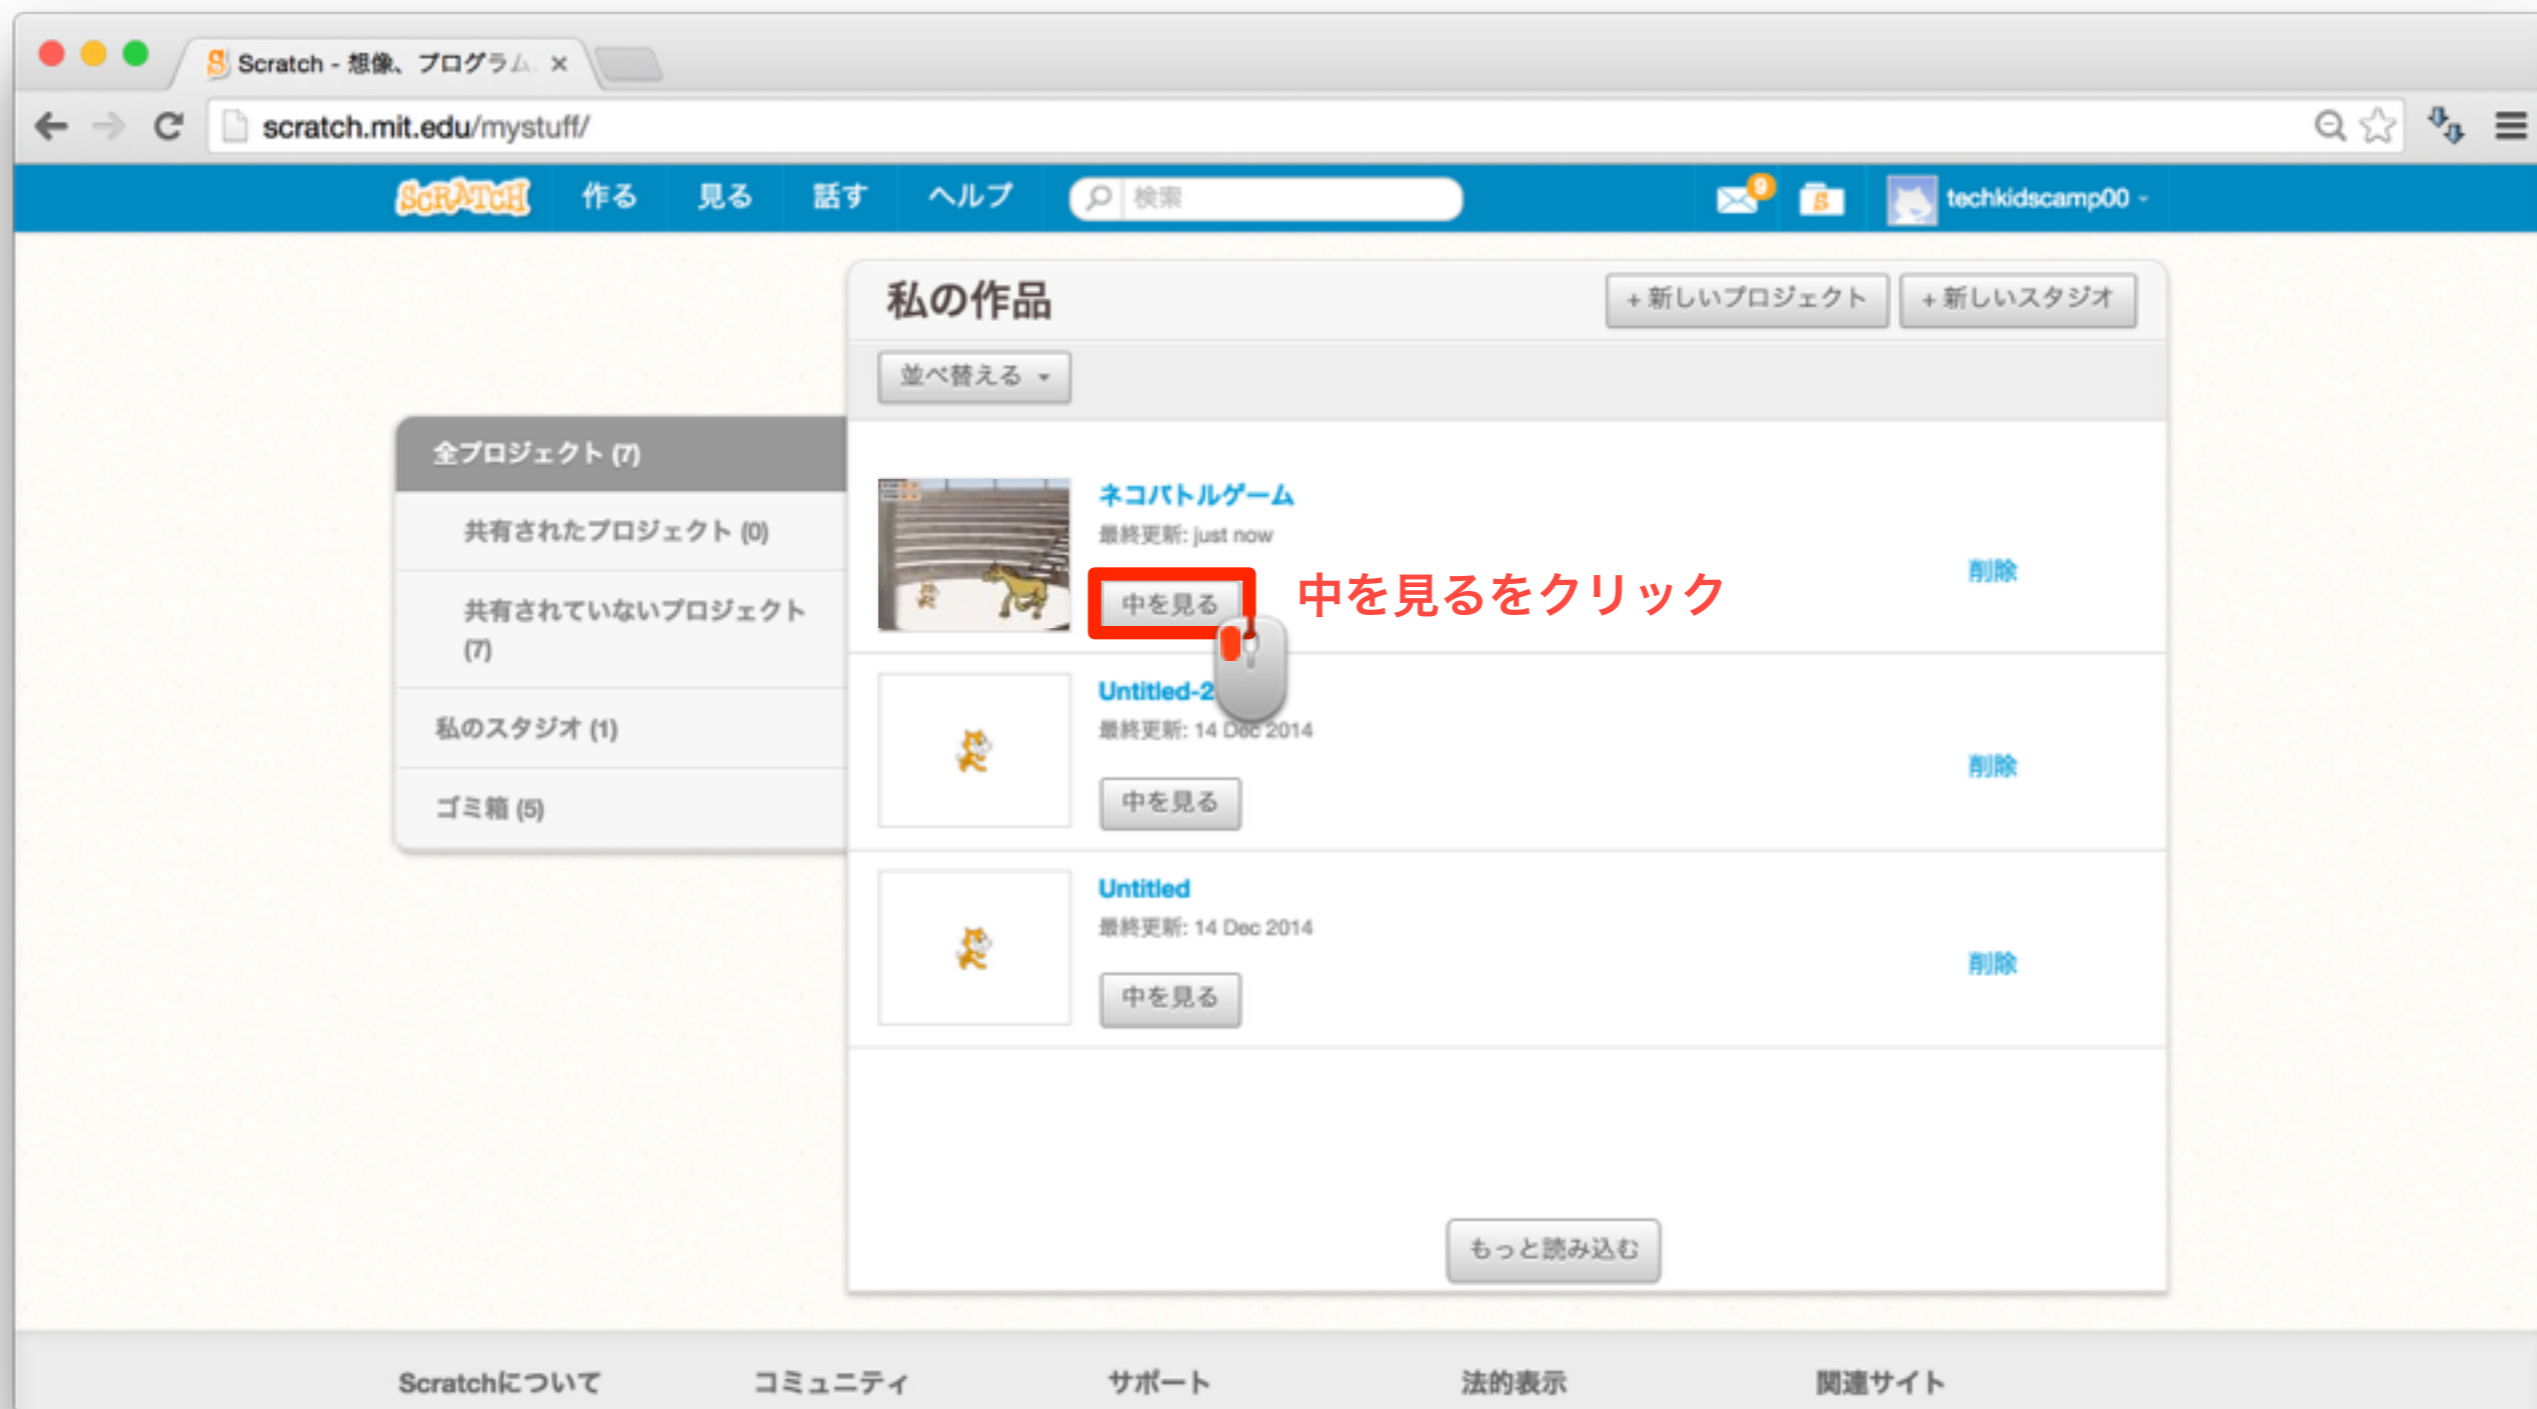 Scratch - 想像、プログラム
scratch.mit.edu/mystuff/
SCRATCH 作る 見る 話す ヘルプ 検索 9 S techkidscamp00
私の作品 +新しいプロジェクト +新しいスタジオ
並べ替える
全プロジェクト (7)
共有されたプロジェクト (0)
共有されていないプロジェクト
(7)
私のスタジオ (1)
ゴミ箱 (5)
ネコバトルゲーム
最終更新: just now
中を見る
中を見るをクリック
削除
Untitled-2
最終更新: 14 Dec 2014
中を見る
削除
Untitled
最終更新: 14 Dec 2014
中を見る
削除
もっと読み込む
Scratchについて コミュニティ サポート 法的表示 関連サイト